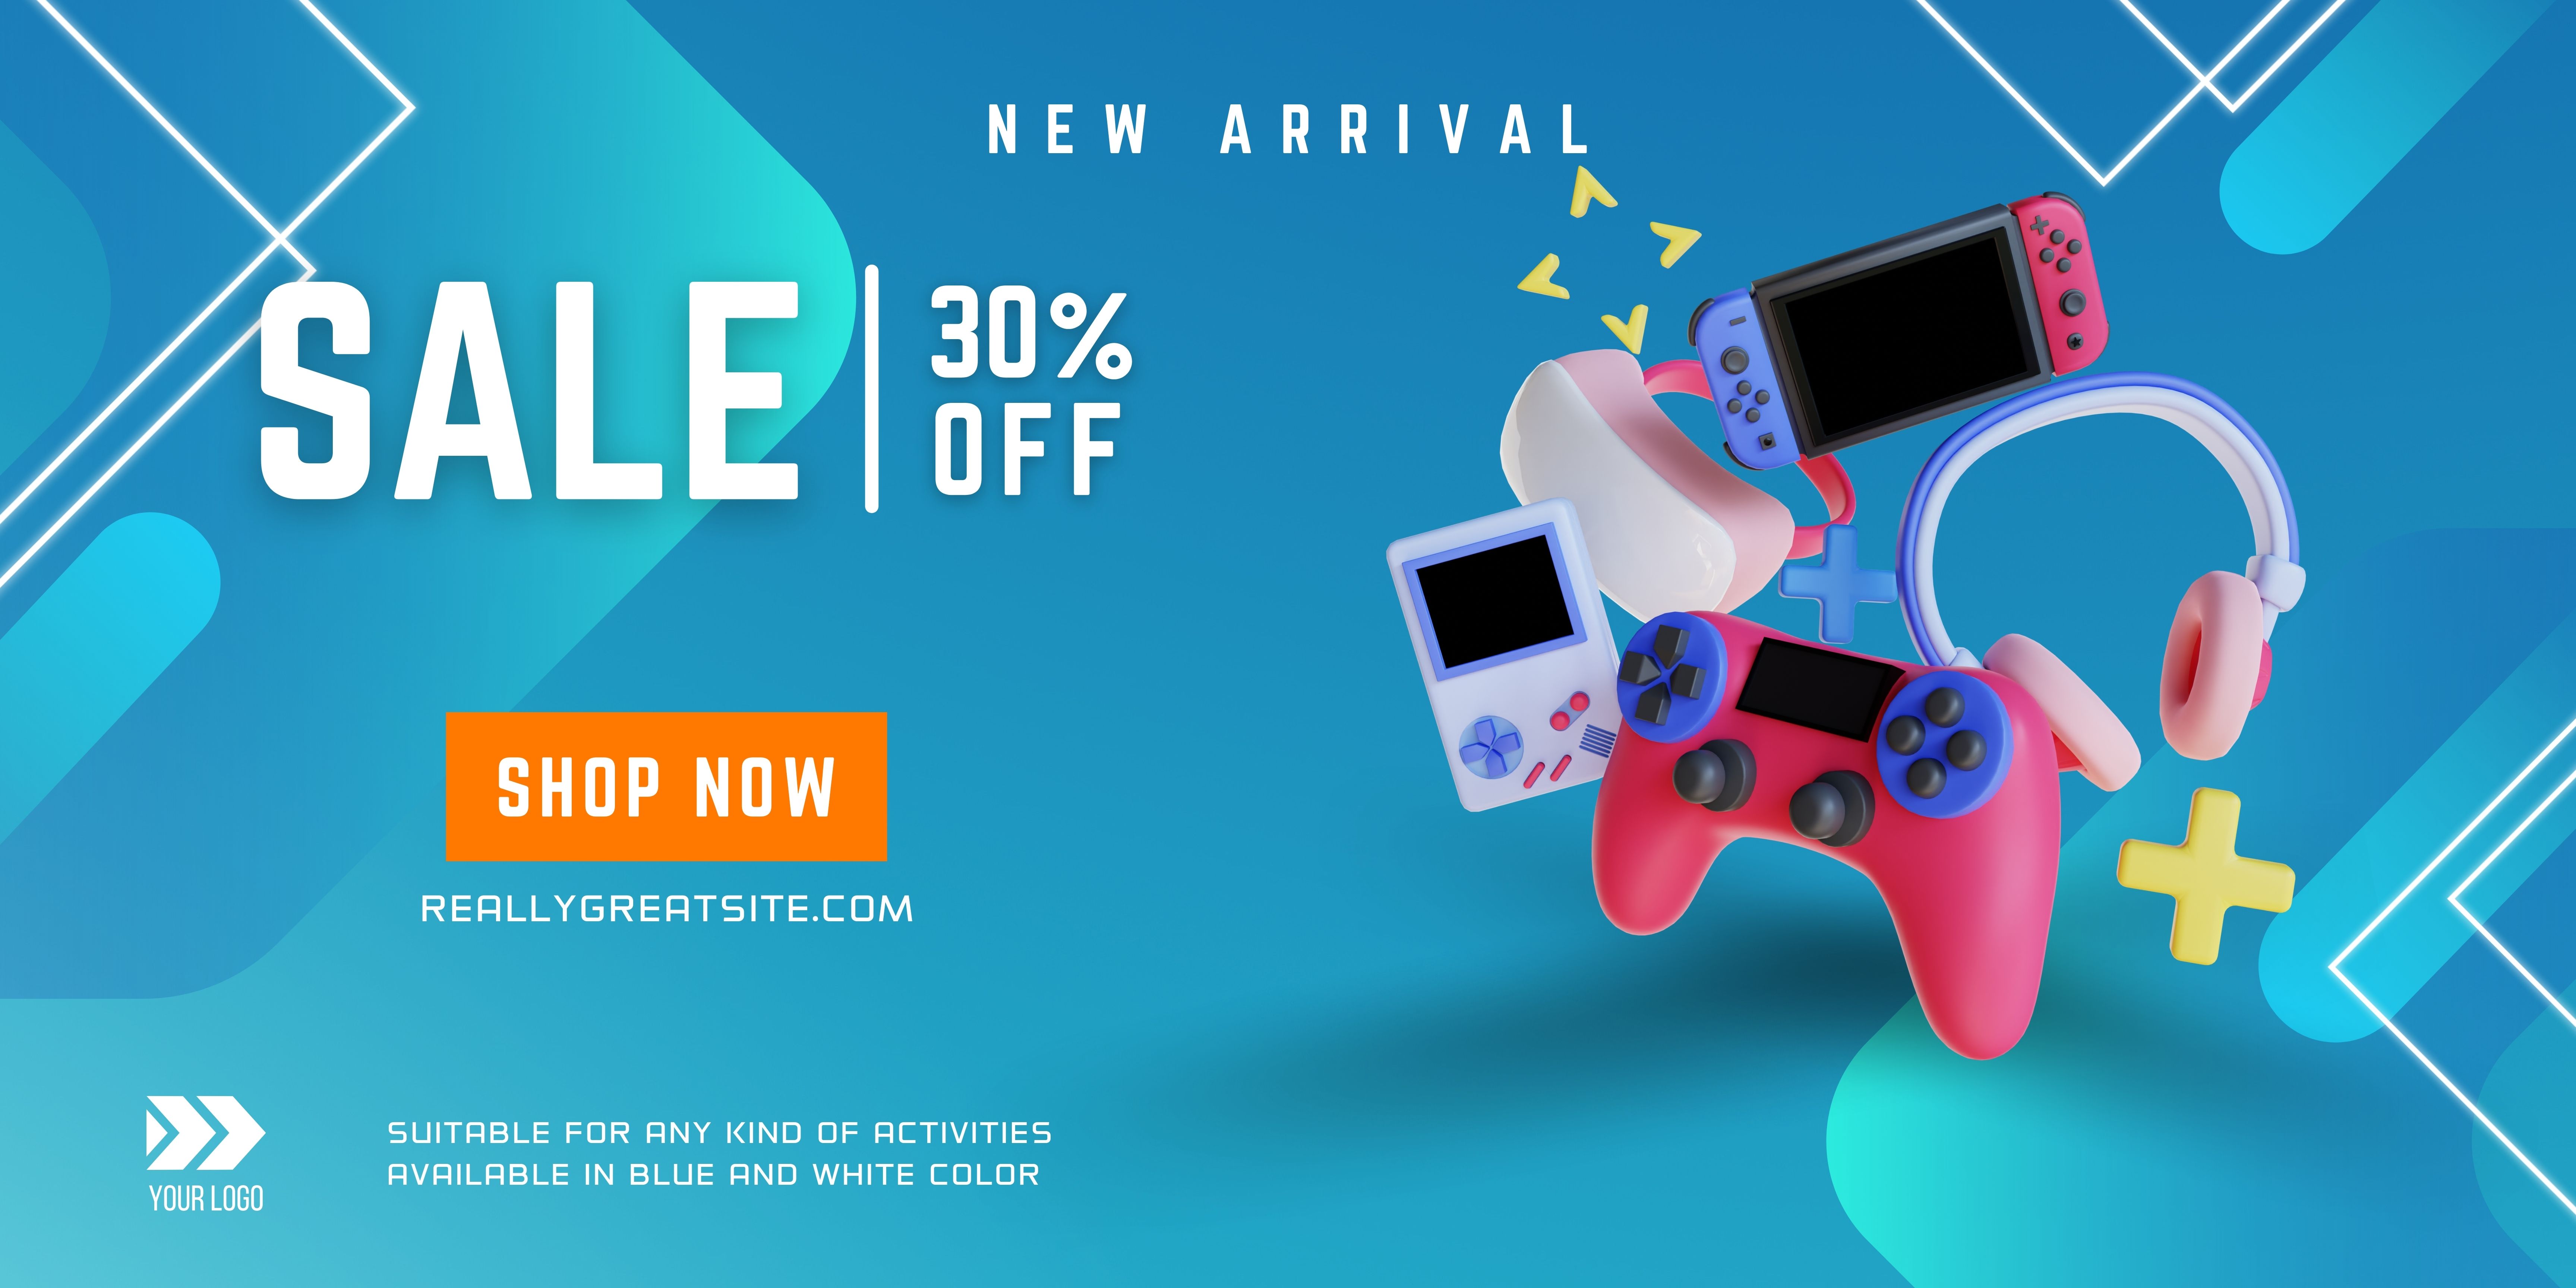 NEW ARRIVAL
SALE
30%
OFF
SHOP NOW
REALLYGREATSITE.COM
YOUR LOGO
SUITABLE FOR ANY KIND OF ACTIVITIES
AVAILABLE IN BLUE AND WHITE COLOR